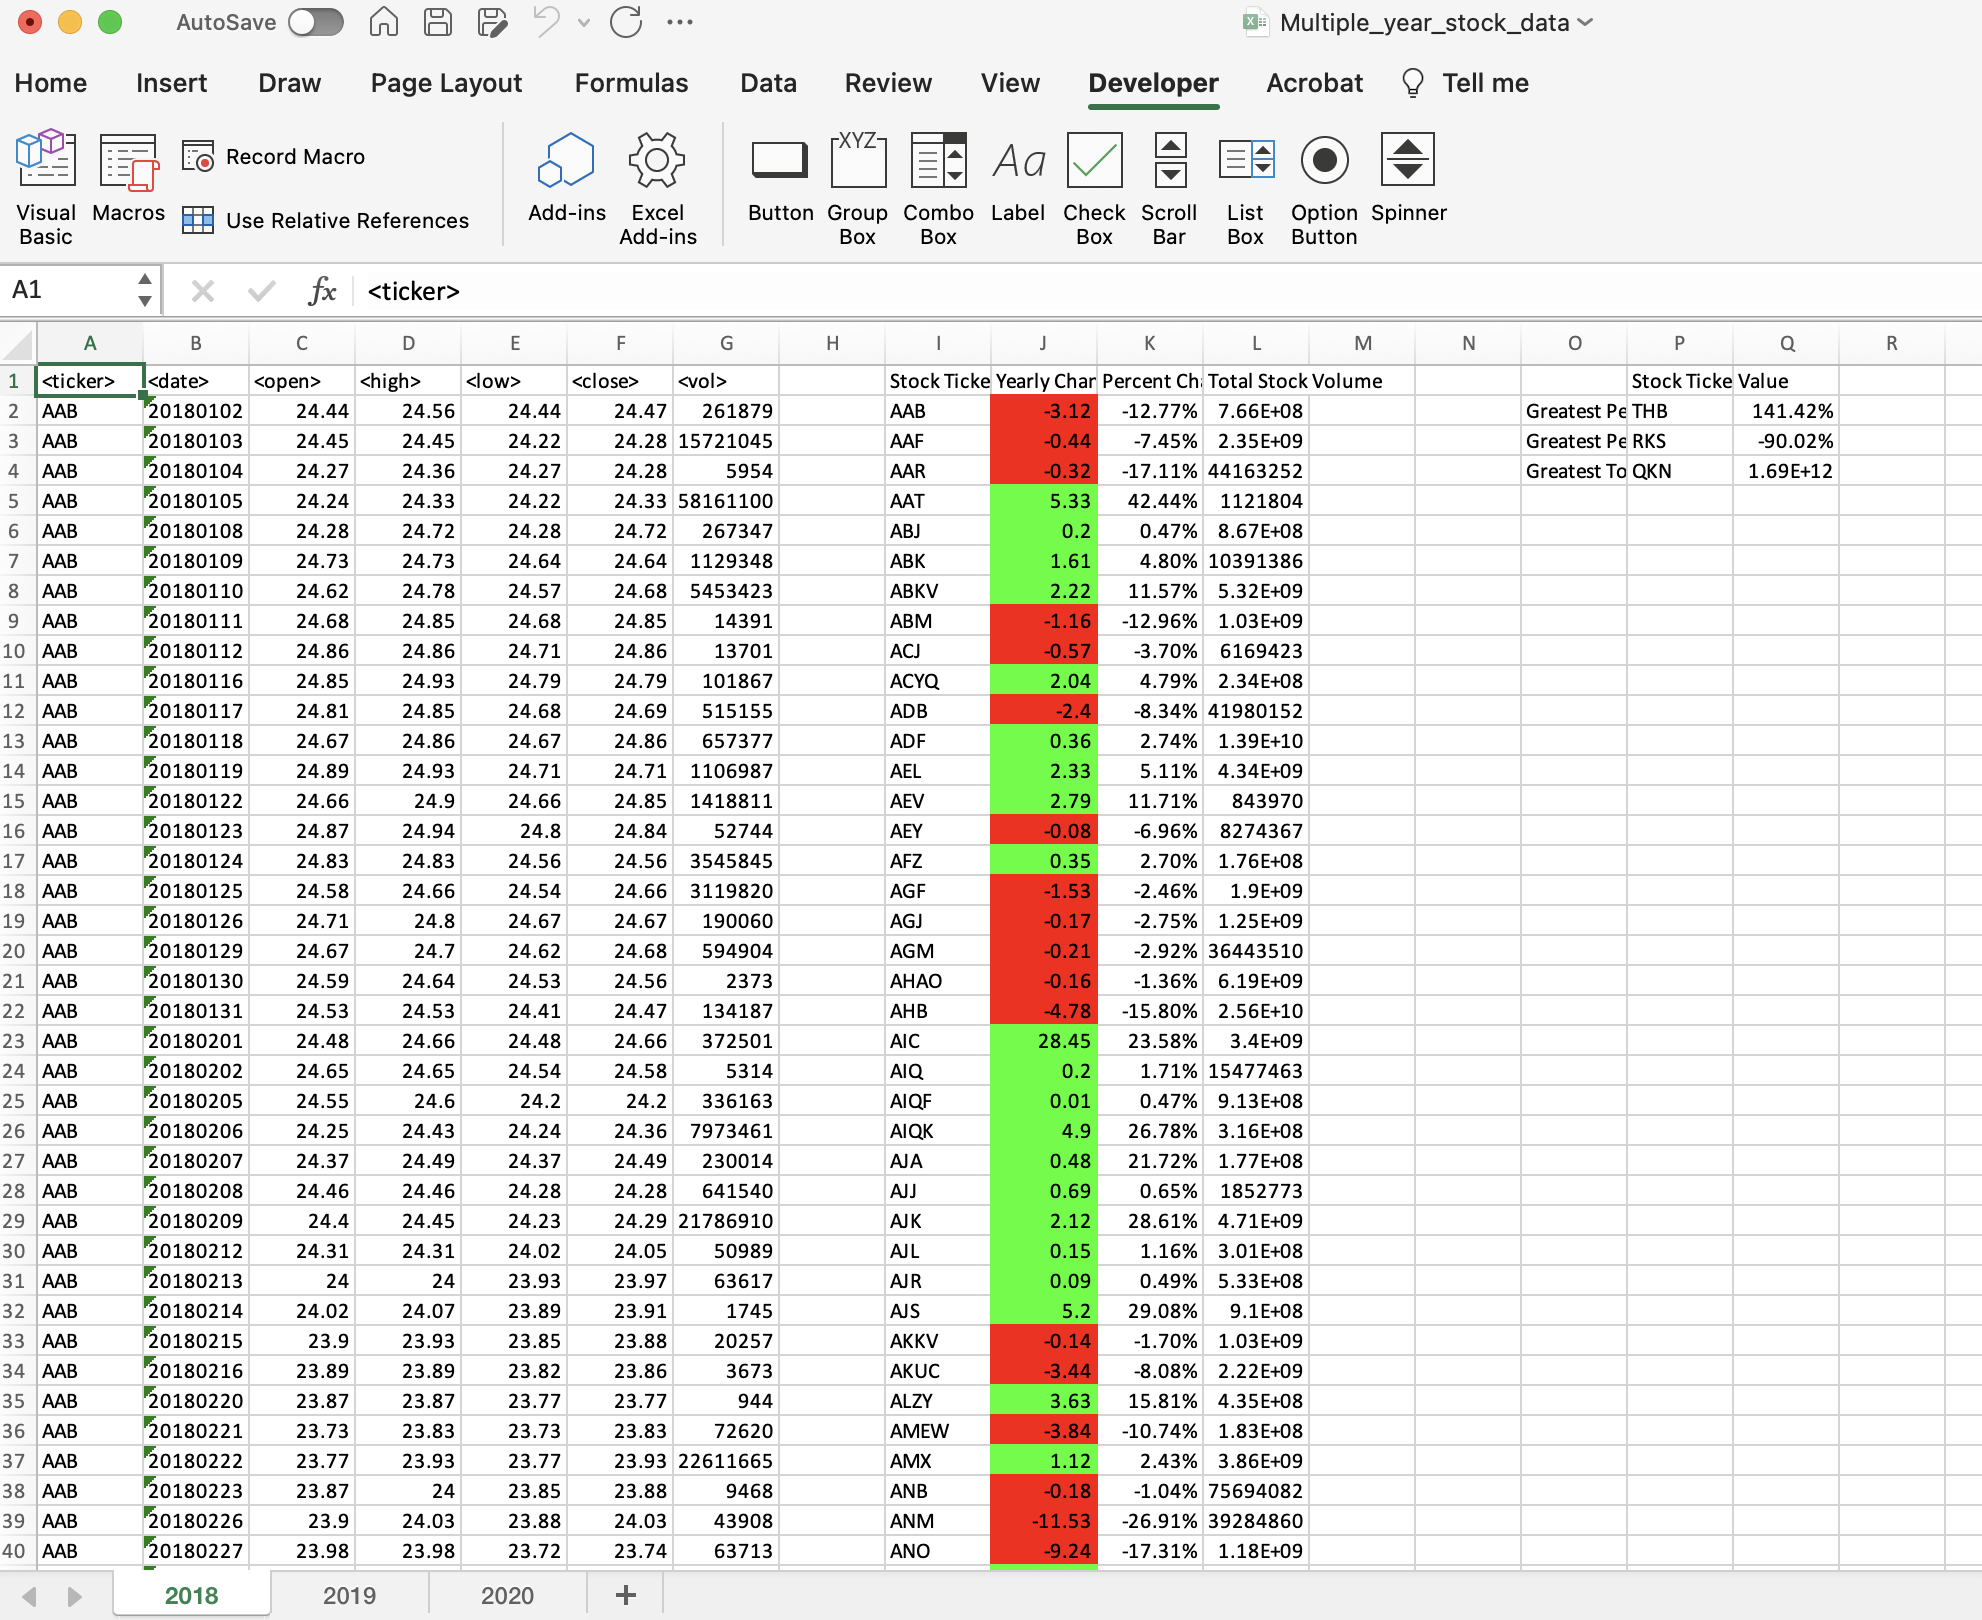 AutoSave Multiple_year_stock_data
Home Insert Draw Page Layout Formulas Data Review View Developer Acrobat Tell me
Visual Basic Macros Record Macro Use Relative References Add-ins Excel Add-ins Button Group Box Combo Box Aa Label Check Box Scroll Bar List Box Option Button Spinner XYZ
A1 fx <ticker>
A B C D E F G H I J K L M N O P Q R
1 <ticker> <date> <open> <high> <low> <close> <vol> Stock Ticke Yearly Char Percent Ch Total Stock Volume Stock Ticke Value
2 AAB 20180102 24.44 24.56 24.44 24.47 261879 AAB -3.12 -12.77% 7.66E+08 Greatest Pe THB 141.42%
3 AAB 20180103 24.45 24.45 24.22 24.28 15721045 AAF -0.44 -7.45% 2.35E+09 Greatest Pe RKS -90.02%
4 AAB 20180104 24.27 24.36 24.27 24.28 5954 AAR -0.32 -17.11% 44163252 Greatest To QKN 1.69E+12
5 AAB 20180105 24.24 24.33 24.22 24.33 58161100 AAT 5.33 42.44% 1121804
6 AAB 20180108 24.28 24.72 24.28 24.72 267347 ABJ 0.2 0.47% 8.67E+08
7 AAB 20180109 24.73 24.73 24.64 24.64 1129348 ABK 1.61 4.80% 10391386
8 AAB 20180110 24.62 24.78 24.57 24.68 5453423 ABKV 2.22 11.57% 5.32E+09
9 AAB 20180111 24.68 24.85 24.68 24.85 14391 ABM -1.16 -12.96% 1.03E+09
10 AAB 20180112 24.86 24.86 24.71 24.86 13701 ACJ -0.57 -3.70% 6169423
11 AAB 20180116 24.85 24.93 24.79 24.79 101867 ACYQ 2.04 4.79% 2.34E+08
12 AAB 20180117 24.81 24.85 24.68 24.69 515155 ADB -2.4 -8.34% 41980152
13 AAB 20180118 24.67 24.86 24.67 24.86 657377 ADF 0.36 2.74% 1.39E+10
14 AAB 20180119 24.89 24.93 24.71 24.71 1106987 AEL 2.33 5.11% 4.34E+09
15 AAB 20180122 24.66 24.9 24.66 24.85 1418811 AEV 2.79 11.71% 843970
16 AAB 20180123 24.87 24.94 24.8 24.84 52744 AEY -0.08 -6.96% 8274367
17 AAB 20180124 24.83 24.83 24.56 24.56 3545845 AFZ 0.35 2.70% 1.76E+08
18 AAB 20180125 24.58 24.66 24.54 24.66 3119820 AGF -1.53 -2.46% 1.9E+09
19 AAB 20180126 24.71 24.8 24.67 24.67 190060 AGJ -0.17 -2.75% 1.25E+09
20 AAB 20180129 24.67 24.7 24.62 24.68 594904 AGM -0.21 -2.92% 36443510
21 AAB 20180130 24.59 24.64 24.53 24.56 2373 AHAO -0.16 -1.36% 6.19E+09
22 AAB 20180131 24.53 24.53 24.41 24.47 134187 AHB -4.78 -15.80% 2.56E+10
23 AAB 20180201 24.48 24.66 24.48 24.66 372501 AIC 28.45 23.58% 3.4E+09
24 AAB 20180202 24.65 24.65 24.54 24.58 5314 AIQ 0.2 1.71% 15477463
25 AAB 20180205 24.55 24.6 24.2 24.2 336163 AIQF 0.01 0.47% 9.13E+08
26 AAB 20180206 24.25 24.43 24.24 24.36 7973461 AIQK 4.9 26.78% 3.16E+08
27 AAB 20180207 24.37 24.49 24.37 24.49 230014 AJA 0.48 21.72% 1.77E+08
28 AAB 20180208 24.46 24.46 24.28 24.28 641540 AJJ 0.69 0.65% 1852773
29 AAB 20180209 24.4 24.45 24.23 24.29 21786910 AJK 2.12 28.61% 4.71E+09
30 AAB 20180212 24.31 24.31 24.02 24.05 50989 AJL 0.15 1.16% 3.01E+08
31 AAB 20180213 24 24 23.93 23.97 63617 AJR 0.09 0.49% 5.33E+08
32 AAB 20180214 24.02 24.07 23.89 23.91 1745 AJS 5.2 29.08% 9.1E+08
33 AAB 20180215 23.9 23.93 23.85 23.88 20257 AKKV -0.14 -1.70% 1.03E+09
34 AAB 20180216 23.89 23.89 23.82 23.86 3673 AKUC -3.44 -8.08% 2.22E+09
35 AAB 20180220 23.87 23.87 23.77 23.77 944 ALZY 3.63 15.81% 4.35E+08
36 AAB 20180221 23.73 23.83 23.73 23.83 72620 AMEW -3.84 -10.74% 1.83E+08
37 AAB 20180222 23.77 23.93 23.77 23.93 22611665 AMX 1.12 2.43% 3.86E+09
38 AAB 20180223 23.87 24 23.85 23.88 9468 ANB -0.18 -1.04% 75694082
39 AAB 20180226 23.9 24.03 23.88 24.03 43908 ANM -11.53 -26.91% 39284860
40 AAB 20180227 23.98 23.98 23.72 23.74 63713 ANO -9.24 -17.31% 1.18E+09
2018 2019 2020